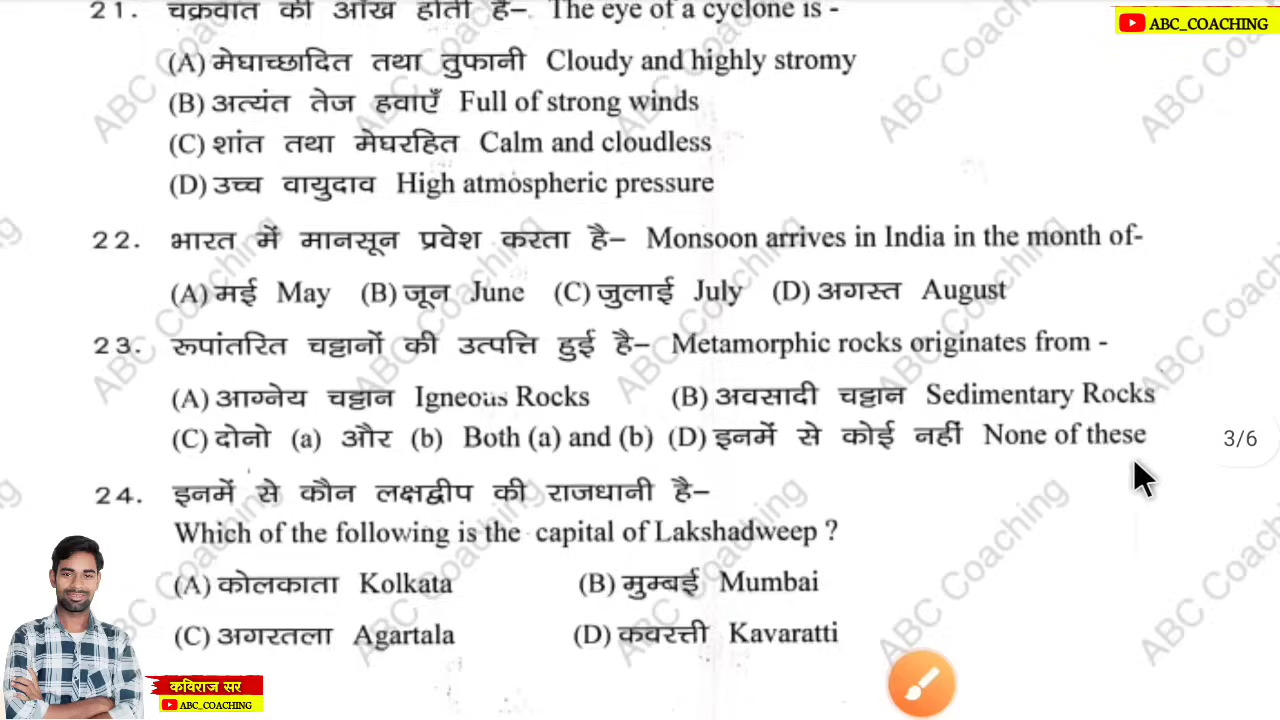 21. चक्रवात की आँख होती है– The eye of a cyclone is -
ABC_COACHING
(A) मेघाच्छादित तथा तुफानी Cloudy and highly stromy
(B) अत्यंत तेज हवाएँ Full of strong winds
(C) शांत तथा मेघरहित Calm and cloudless
(D) उच्च वायुदाव High atmospheric pressure
22. भारत में मानसून प्रवेश करता है– Monsoon arrives in India in the month of-
(A) मई May (B) जून June (C) जुलाई July (D) अगस्त August
23. रूपांतरित चट्टानों की उत्पत्ति हुई है– Metamorphic rocks originates from -
(A) आग्नेय चट्टान Igneous Rocks (B) अवसादी चट्टान Sedimentary Rocks
(C) दोनो (a) और (b) Both (a) and (b) (D) इनमें से कोई नहीं None of these
3/6
24. इनमें से कौन लक्षद्वीप की राजधानी है–
Which of the following is the capital of Lakshadweep ?
(A) कोलकाता Kolkata (B) मुम्बई Mumbai
(C) अगरतला Agartala (D) कवरत्ती Kavaratti
कविराज सर
ABC_COACHING
ABC Coaching